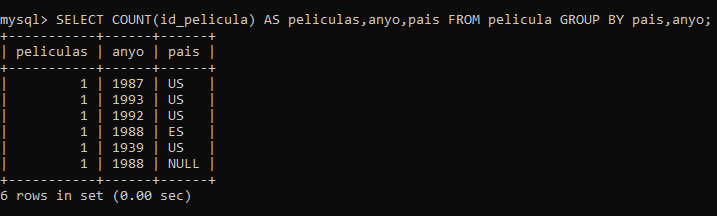 mysql> SELECT COUNT(id_pelicula) AS peliculas,anyo,pais FROM pelicula GROUP BY pais,anyo;
+-----------+------+------+
| peliculas | anyo | pais |
+-----------+------+------+
|         1 | 1987 | US   |
|         1 | 1993 | US   |
|         1 | 1992 | US   |
|         1 | 1988 | ES   |
|         1 | 1939 | US   |
|         1 | 1988 | NULL |
+-----------+------+------+
6 rows in set (0.00 sec)